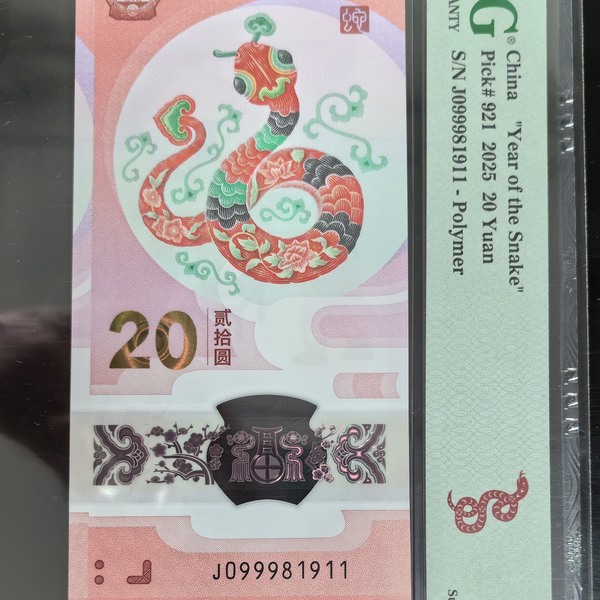 20
贰拾圆
J099981911
G®
ANTY
China "Year of the Snake"
Pick# 921 2025 20 Yuan
S/N J099981911 - Polymer